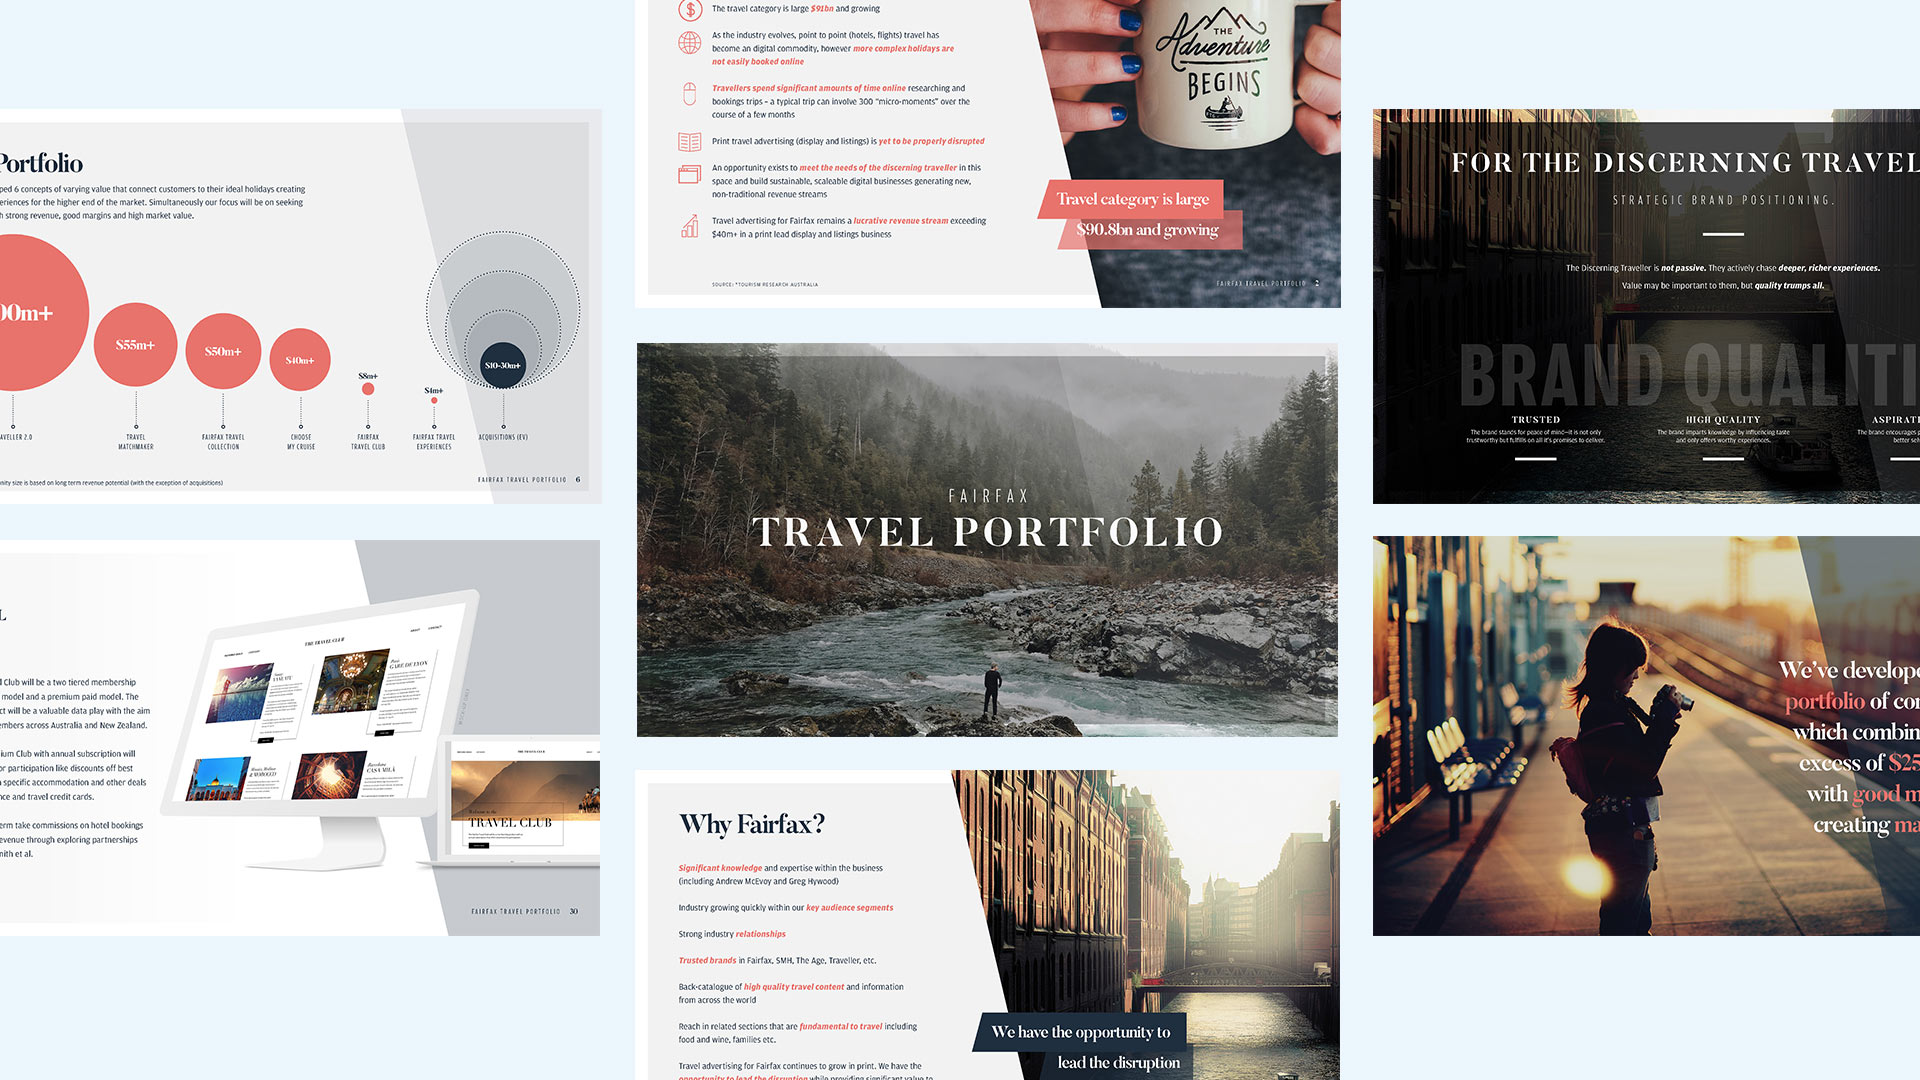 Portfolio
ped 6 concepts of varying value that connect customers to their ideal holidays creating
eriences for the higher end of the market. Simultaneously our focus will be on seeking
h strong revenue, good margins and high market value.
00m+
$55m+
$50m+
$40m+
$8m+
$4m+
$10-30m+
AVELLER 2.0
TRAVEL
MATCHMAKER
FAIRFAX TRAVEL
COLLECTION
CHOOSE
MY CRUISE
FAIRFAX
TRAVEL CLUB
FAIRFAX TRAVEL
EXPERIENCES
ACQUISITIONS (EV)
nity size is based on long term revenue potential (with the exception of acquisitions)
FAIRFAX TRAVEL PORTFOLIO 6
L
l Club will be a two tiered membership
model and a premium paid model. The
ct will be a valuable data play with the aim
embers across Australia and New Zealand.
ium Club with annual subscription will
or participation like discounts off best
n specific accommodation and other deals
nce and travel credit cards.
erm take commissions on hotel bookings
evenue through exploring partnerships
mith et al.
THE TRAVEL CLUB
ABOUT
CONTACT
GARE DE LYON
CASA MILÀ
THE TRAVEL CLUB
Welcome to the
TRAVEL CLUB
FAIRFAX TRAVEL PORTFOLIO 30
The travel category is large $91bn and growing
As the industry evolves, point to point (hotels, flights) travel has
become an digital commodity, however more complex holidays are
not easily booked online
Travellers spend significant amounts of time online researching and
bookings trips – a typical trip can involve 300 "micro-moments" over the
course of a few months
Print travel advertising (display and listings) is yet to be properly disrupted
An opportunity exists to meet the needs of the discerning traveller in this
space and build sustainable, scaleable digital businesses generating new,
non-traditional revenue streams
Travel advertising for Fairfax remains a lucrative revenue stream exceeding
$40m+ in a print lead display and listings business
SOURCE: *TOURISM RESEARCH AUSTRALIA
THE
Adventure
BEGINS
Travel category is large
$90.8bn and growing
FAIRFAX TRAVEL PORTFOLIO 2
FAIRFAX
TRAVEL PORTFOLIO
Why Fairfax?
Significant knowledge and expertise within the business
(including Andrew McEvoy and Greg Hywood)
Industry growing quickly within our key audience segments
Strong industry relationships
Trusted brands in Fairfax, SMH, The Age, Traveller, etc.
Back-catalogue of high quality travel content and information
from across the world
Reach in related sections that are fundamental to travel including
food and wine, families etc.
Travel advertising for Fairfax continues to grow in print. We have the
opportunity to lead the disruption while providing significant value to
We have the opportunity to
lead the disruption
FOR THE DISCERNING TRAVEL
STRATEGIC BRAND POSITIONING.
The Discerning Traveller is not passive. They actively chase deeper, richer experiences.
Value may be important to them, but quality trumps all.
BRAND QUALITI
TRUSTED
The brand stands for peace of mind—it is not only
trustworthy but fulfills on all it's promises to deliver.
HIGH QUALITY
The brand imparts knowledge by influencing taste
and only offers worthy experiences.
ASPIRAT
The brand encourages p
better sel
We've develope
portfolio of con
which combin
excess of $25
with good m
creating ma